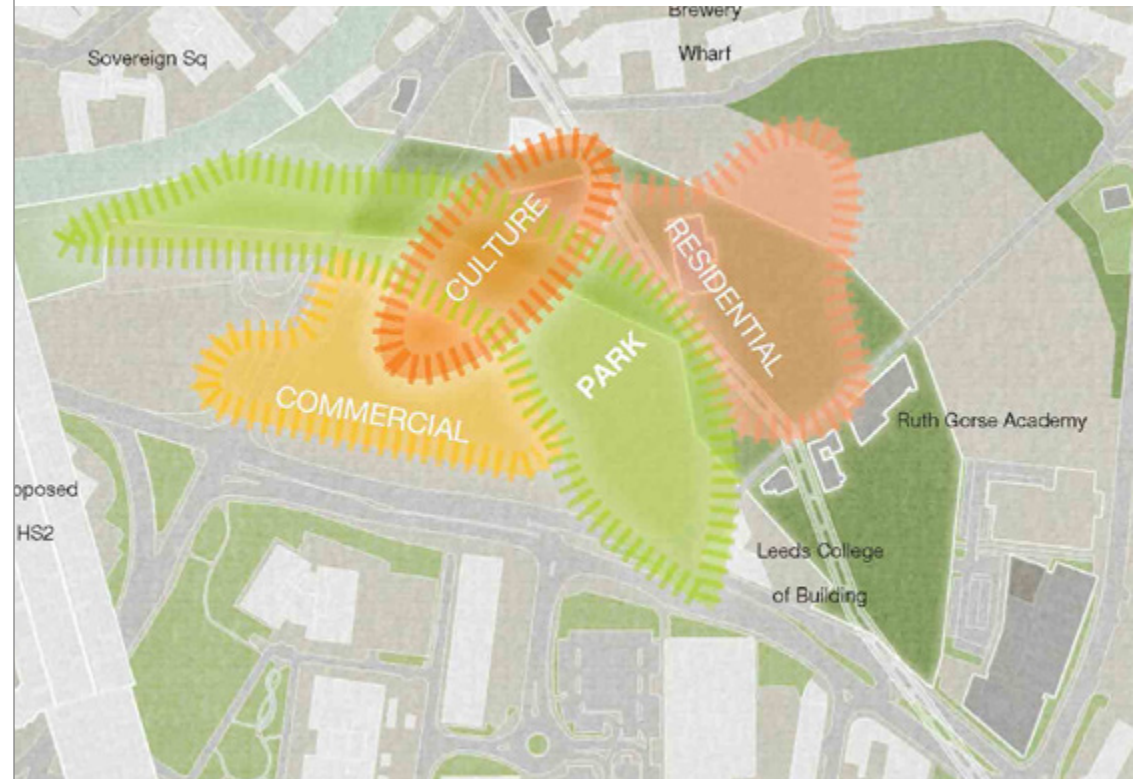 Brewery
Wharf
Sovereign Sq
CULTURE
RESIDENTIAL
PARK
COMMERCIAL
Ruth Gorse Academy
oposed
HS2
Leeds College
of Building